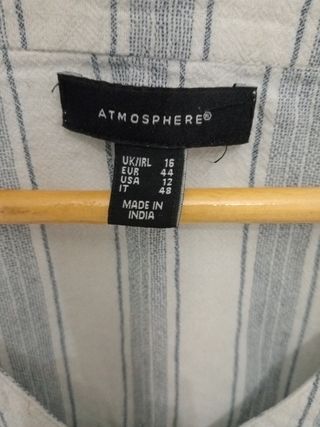 ATMOSPHERE®
UK/IRL 16
EUR 44
USA 12
IT 48
MADE IN
INDIA